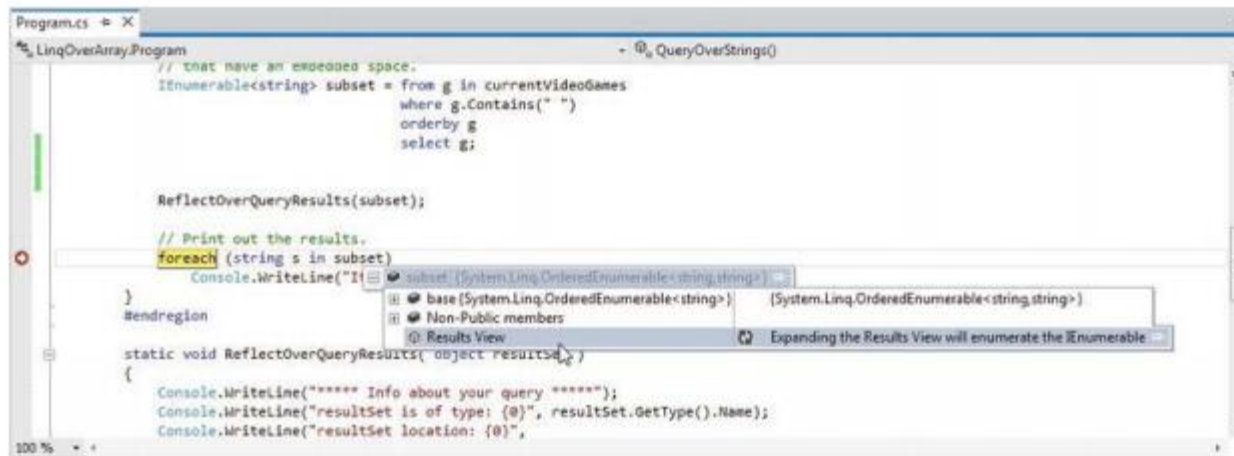 Program.cs
LinqOverArray.Program
QueryOverStrings()
// that have an embedded space.
IEnumerable<string> subset = from g in currentVideoGames
where g.Contains(" ")
orderby g
select g;
ReflectOverQueryResults(subset);
// Print out the results.
foreach (string s in subset)
Console.WriteLine("It
subset {System.Linq.OrderedEnumerable<string,string>}
}
base {System.Linq.OrderedEnumerable<string>}
{System.Linq.OrderedEnumerable<string,string>}
#endregion
Non-Public members
Results View
Expanding the Results View will enumerate the IEnumerable
static void ReflectOverQueryResults( object resultSe )
{
Console.WriteLine("***** Info about your query *****");
Console.WriteLine("resultSet is of type: {0}", resultSet.GetType().Name);
Console.WriteLine("resultSet location: {0}",
100 %